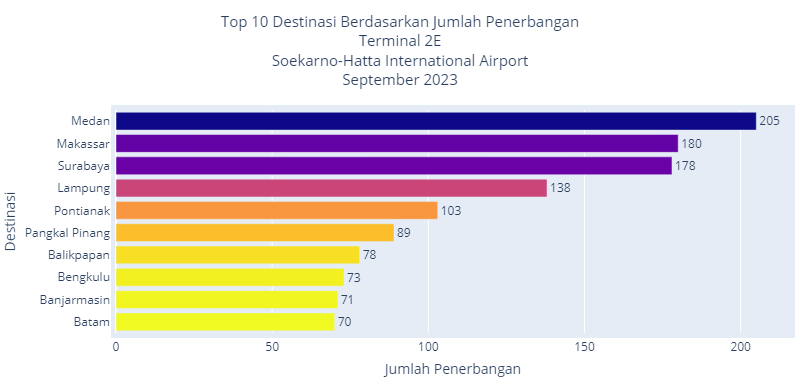 Top 10 Destinasi Berdasarkan Jumlah Penerbangan
Terminal 2E
Soekarno-Hatta International Airport
September 2023
Destinasi
Medan 205
Makassar 180
Surabaya 178
Lampung 138
Pontianak 103
Pangkal Pinang 89
Balikpapan 78
Bengkulu 73
Banjarmasin 71
Batam 70
0 50 100 150 200
Jumlah Penerbangan